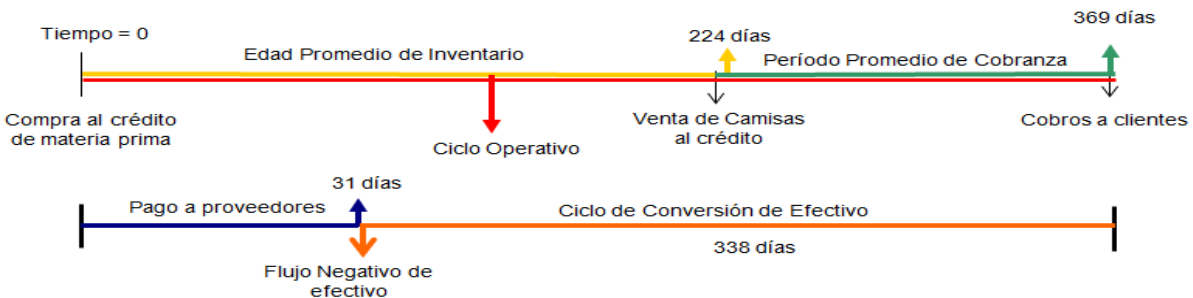 Tiempo = 0
Edad Promedio de Inventario
224 días
369 días
Período Promedio de Cobranza
Compra al crédito
de materia prima
Ciclo Operativo
Venta de Camisas
al crédito
Cobros a clientes
Pago a proveedores
31 días
Ciclo de Conversión de Efectivo
338 días
Flujo Negativo de
efectivo